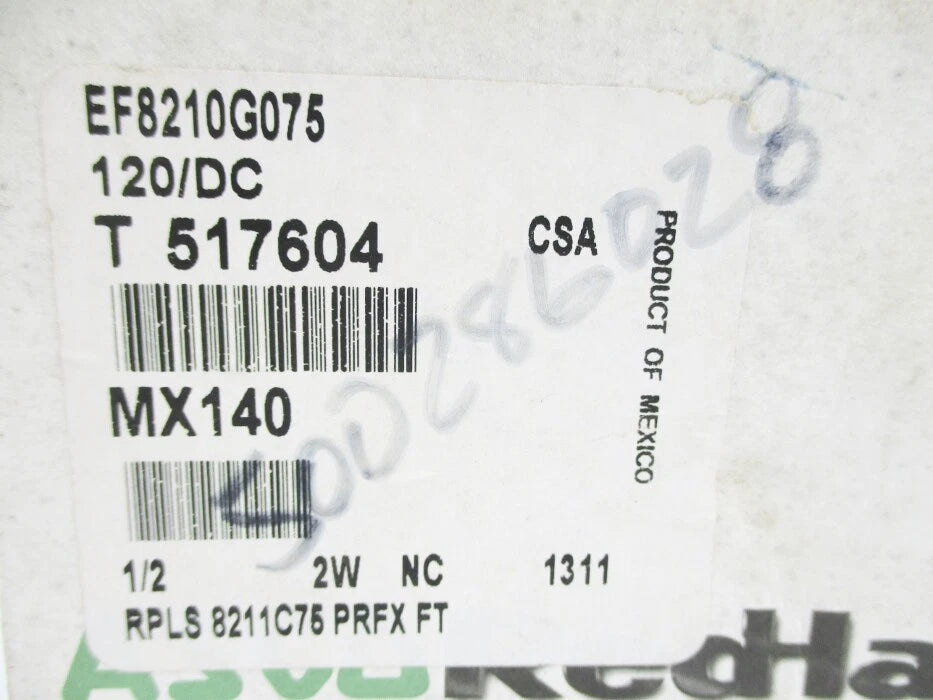 EF8210G075
120/DC
T 517604
CSA
PRODUCT OF MEXICO
MX140
1/2 2W NC 1311
RPLS 8211C75 PRFX FT